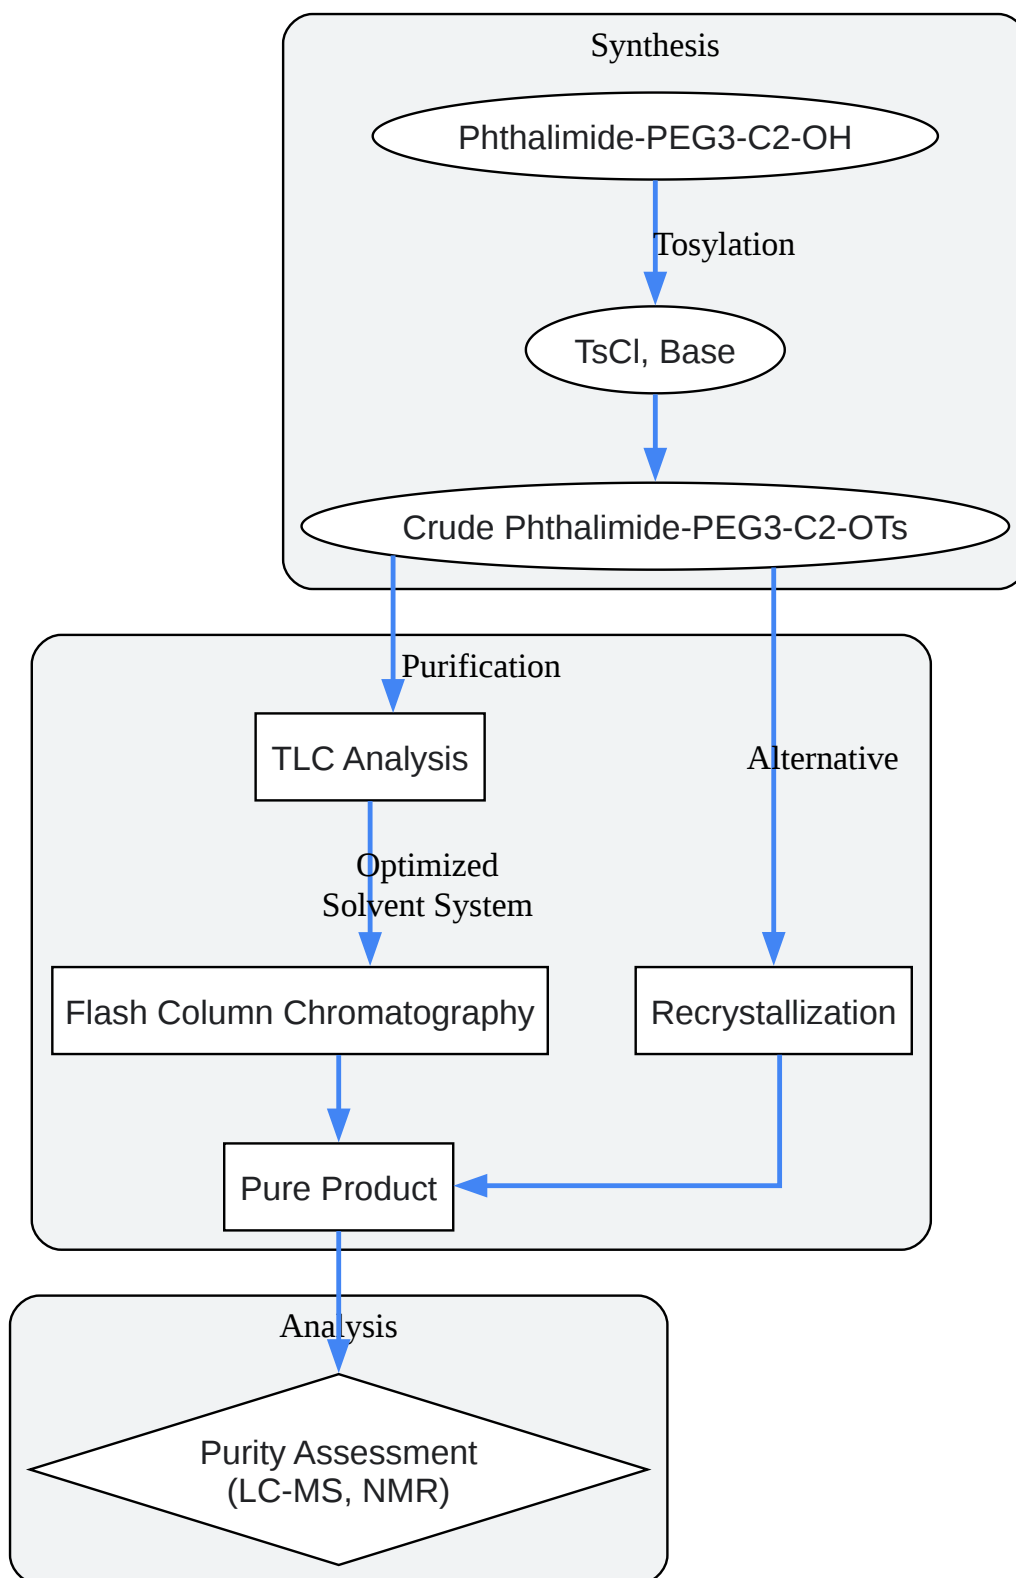 Synthesis
Phthalimide-PEG3-C2-OH
Tosylation
TsCl, Base
Crude Phthalimide-PEG3-C2-OTs
Purification
TLC Analysis
Alternative
Optimized
Solvent System
Flash Column Chromatography
Recrystallization
Pure Product
Analysis
Purity Assessment
(LC-MS, NMR)